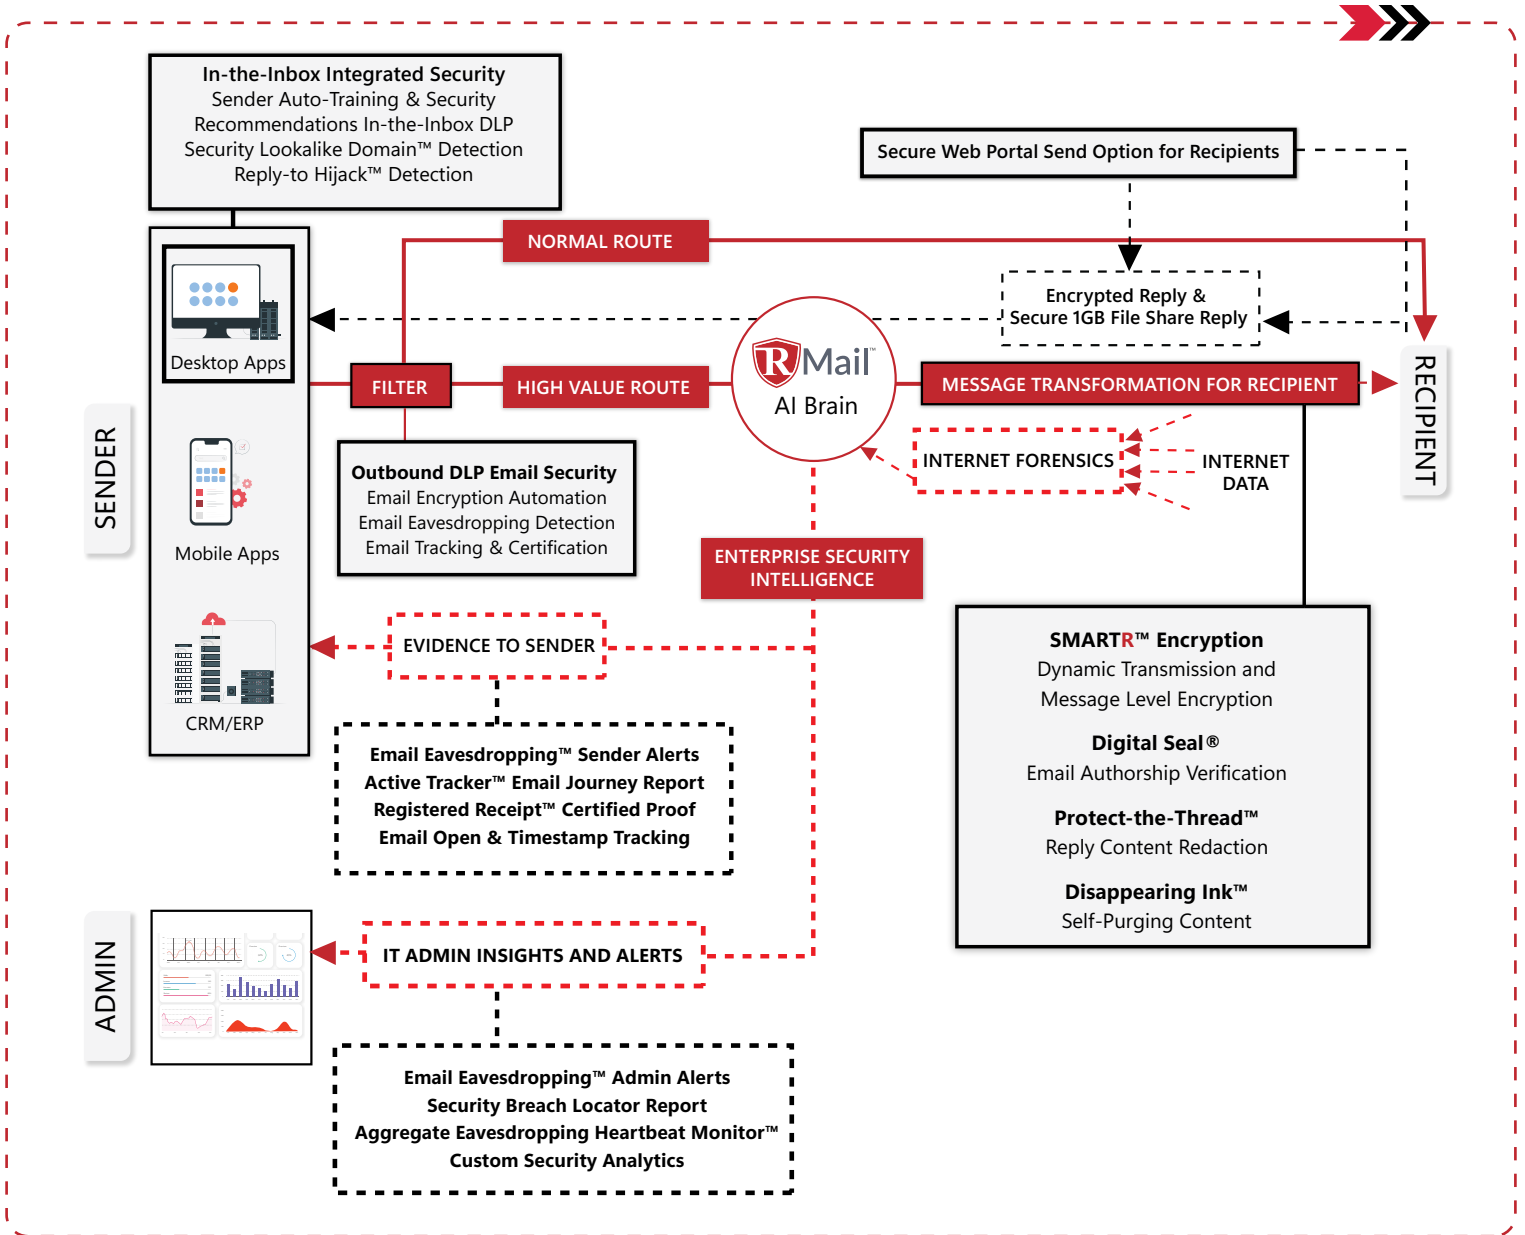 In-the-Inbox Integrated Security
Sender Auto-Training & Security
Recommendations In-the-Inbox DLP
Security Lookalike Domain™ Detection
Reply-to Hijack™ Detection
Secure Web Portal Send Option for Recipients
NORMAL ROUTE
Encrypted Reply &
Secure 1GB File Share Reply
Desktop Apps
FILTER
HIGH VALUE ROUTE
R Mail™
AI Brain
MESSAGE TRANSFORMATION FOR RECIPIENT
RECIPIENT
SENDER
Outbound DLP Email Security
Email Encryption Automation
Email Eavesdropping Detection
Email Tracking & Certification
INTERNET FORENSICS
INTERNET
DATA
Mobile Apps
ENTERPRISE SECURITY
INTELLIGENCE
EVIDENCE TO SENDER
CRM/ERP
Email Eavesdropping™ Sender Alerts
Active Tracker™ Email Journey Report
Registered Receipt™ Certified Proof
Email Open & Timestamp Tracking
SMARTR™ Encryption
Dynamic Transmission and
Message Level Encryption
Digital Seal®
Email Authorship Verification
Protect-the-Thread™
Reply Content Redaction
Disappearing Ink™
Self-Purging Content
ADMIN
IT ADMIN INSIGHTS AND ALERTS
Email Eavesdropping™ Admin Alerts
Security Breach Locator Report
Aggregate Eavesdropping Heartbeat Monitor™
Custom Security Analytics